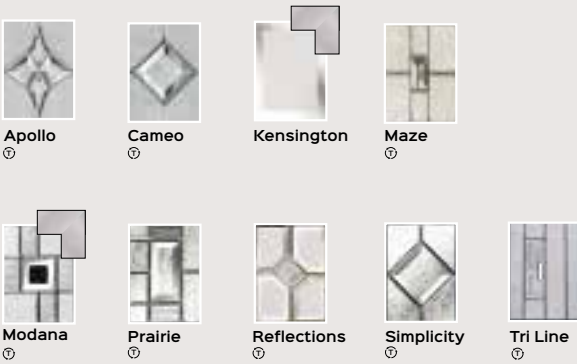 Apollo Cameo Kensington Maze
Ⓣ Ⓣ Ⓣ
Modana Prairie Reflections Simplicity Tri Line
Ⓣ Ⓣ Ⓣ Ⓣ Ⓣ